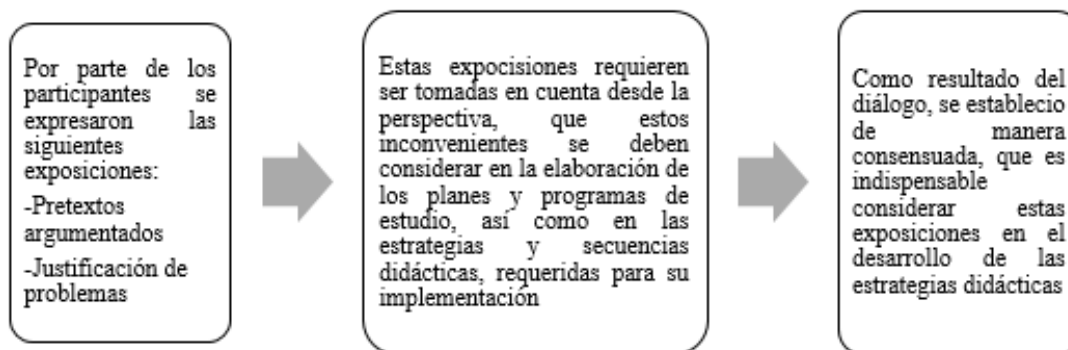 Por parte de los
participantes se
expresaron las
siguientes
exposiciones:
-Pretextos
argumentados
-Justificación de
problemas
Estas expocisiones requieren
ser tomadas en cuenta desde la
perspectiva, que estos
inconvenientes se deben
considerar en la elaboración de
los planes y programas de
estudio, así como en las
estrategias y secuencias
didácticas, requeridas para su
implementación
Como resultado del
diálogo, se establecio
de manera
consensuada, que es
indispensable
considerar estas
exposiciones en el
desarrollo de las
estrategias didácticas